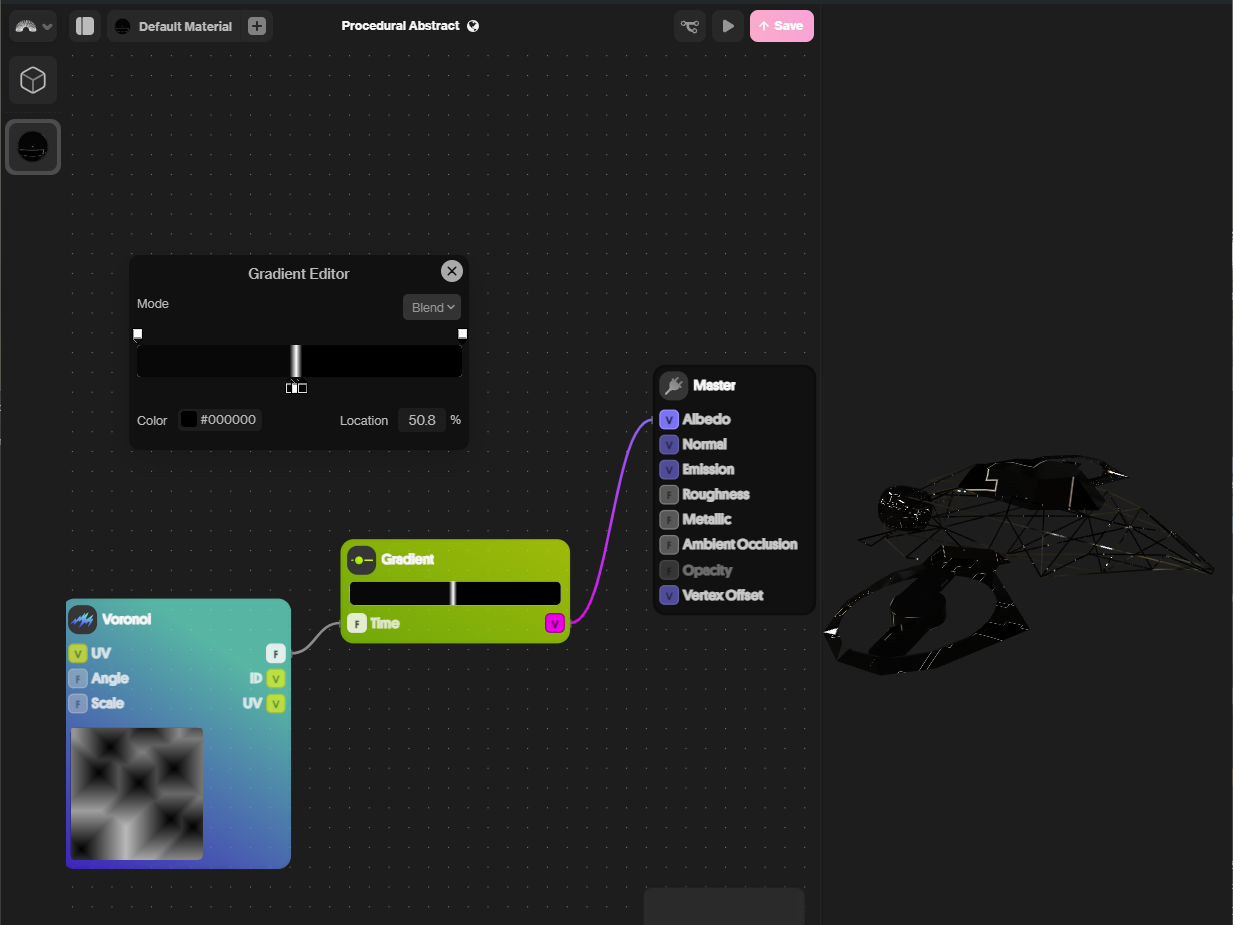 Default Material
Procedural Abstract
Save
Gradient Editor
Mode
Blend
Color
#000000
Location
50.8
%
Master
V
Albedo
V
Normal
V
Emission
F
Roughness
F
Metallic
F
Ambient Occlusion
F
Opacity
V
Vertex Offset
Gradient
F
Time
V
Voronoi
V
UV
F
F
Angle
ID
V
F
Scale
UV
V